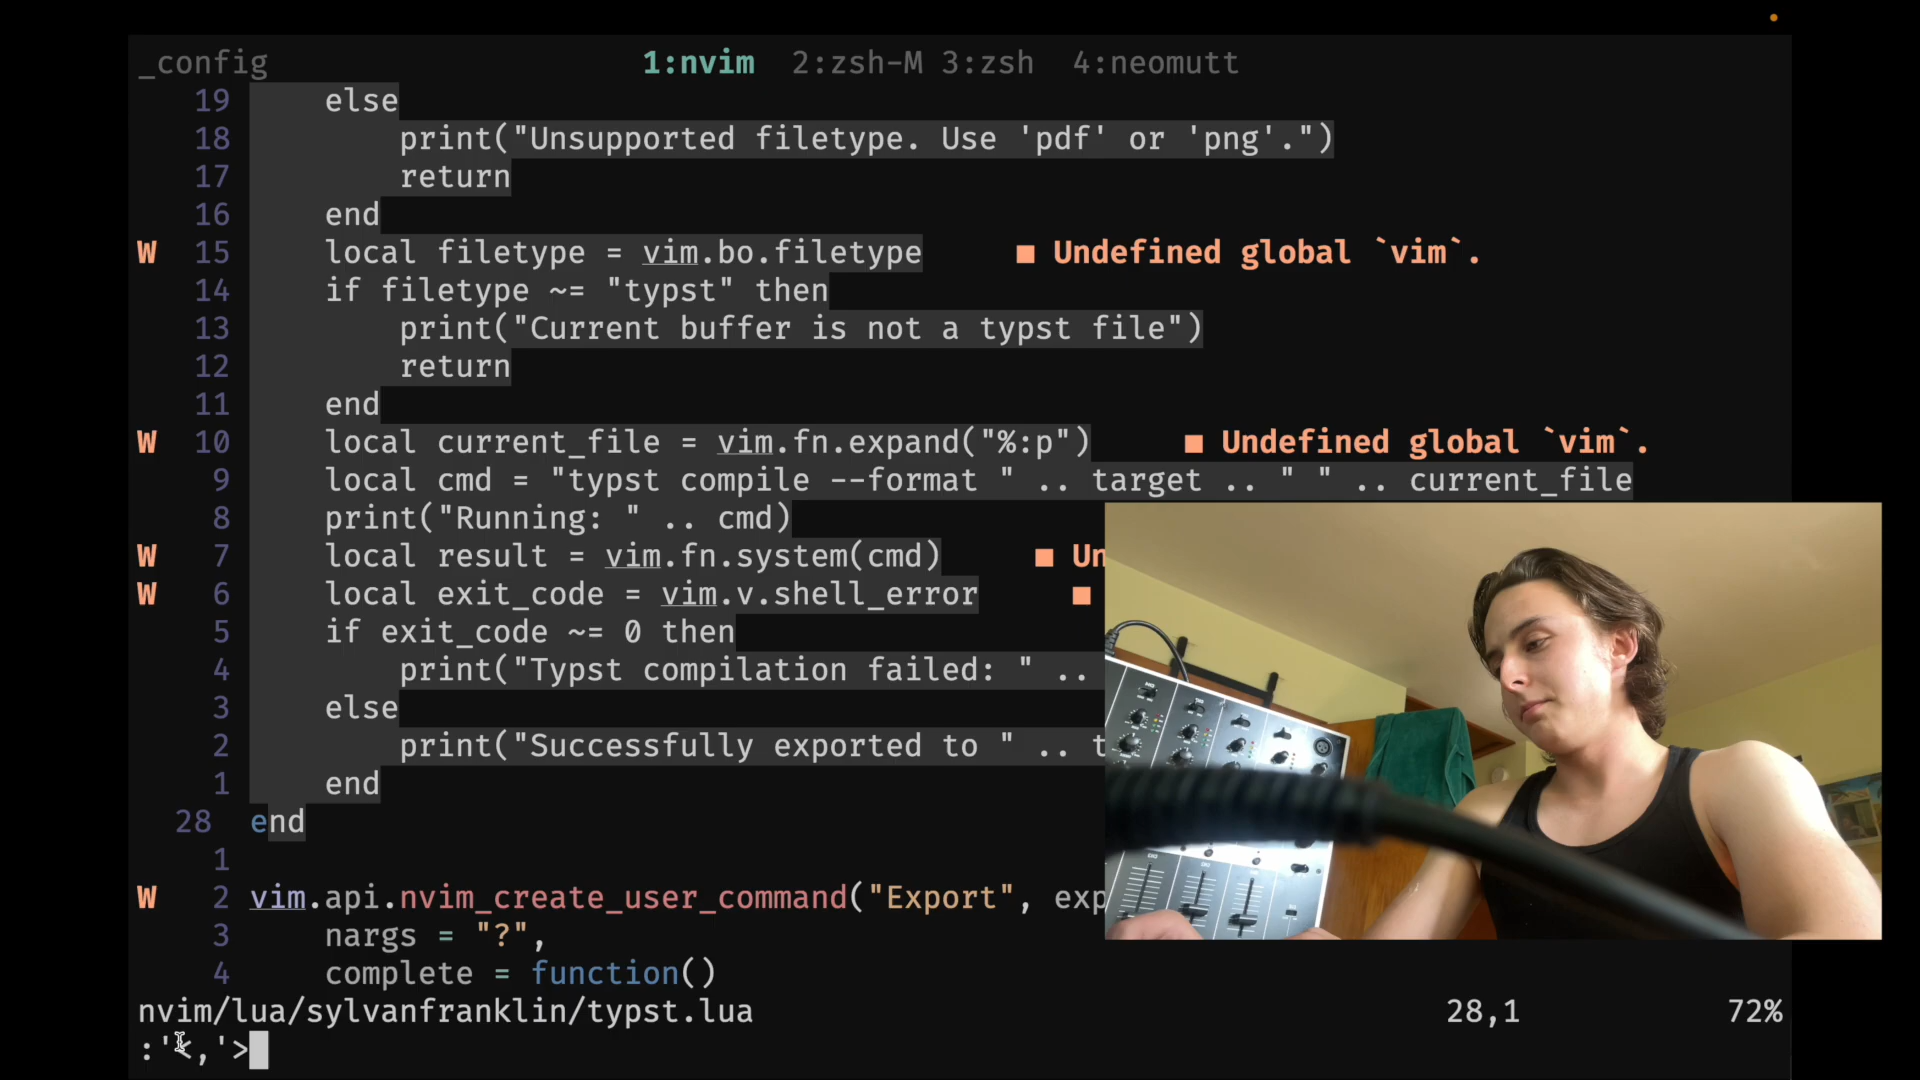 _config 1:nvim 2:zsh-M 3:zsh 4:neomutt
19 else
18 print("Unsupported filetype. Use 'pdf' or 'png'.")
17 return
16 end
W 15 local filetype = vim.bo.filetype ■ Undefined global `vim`.
14 if filetype ~= "typst" then
13 print("Current buffer is not a typst file")
12 return
11 end
W 10 local current_file = vim.fn.expand("%:p") ■ Undefined global `vim`.
9 local cmd = "typst compile --format " .. target .. " " .. current_file
8 print("Running: " .. cmd)
W 7 local result = vim.fn.system(cmd) ■ Un
W 6 local exit_code = vim.v.shell_error ■
5 if exit_code ~= 0 then
4 print("Typst compilation failed: " ..
3 else
2 print("Successfully exported to " .. t
1 end
28 end
1
W 2 vim.api.nvim_create_user_command("Export", exp
3 nargs = "?",
4 complete = function()
nvim/lua/sylvanfranklin/typst.lua 28,1 72%
:'<,'>